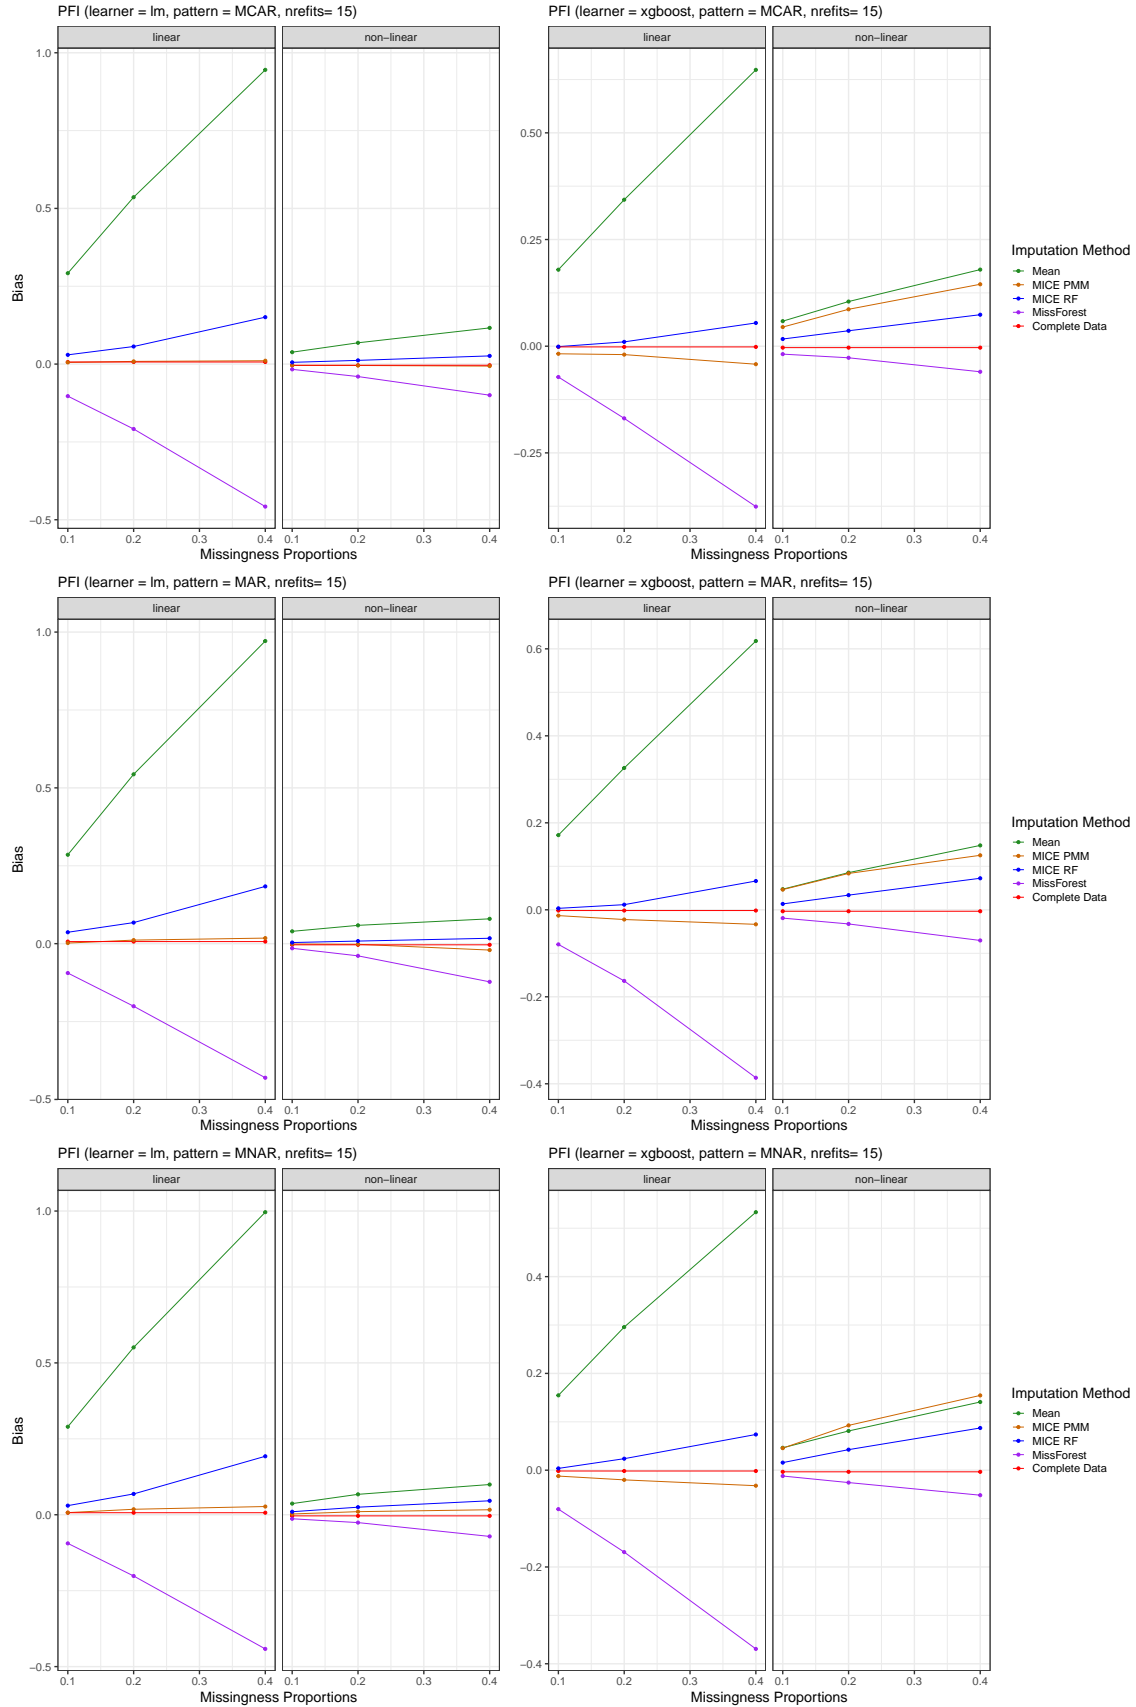 PFI (learner = lm, pattern = MCAR, nrefits= 15)
linear
non−linear
1.0
0.5
0.0
−0.5
Bias
0.1 0.2 0.3 0.4
0.1 0.2 0.3 0.4
Missingness Proportions
PFI (learner = xgboost, pattern = MCAR, nrefits= 15)
linear
non−linear
0.50
0.25
0.00
−0.25
0.1 0.2 0.3 0.4
0.1 0.2 0.3 0.4
Missingness Proportions
Imputation Method
Mean
MICE PMM
MICE RF
MissForest
Complete Data
PFI (learner = lm, pattern = MAR, nrefits= 15)
linear
non−linear
1.0
0.5
0.0
−0.5
Bias
0.1 0.2 0.3 0.4
0.1 0.2 0.3 0.4
Missingness Proportions
PFI (learner = xgboost, pattern = MAR, nrefits= 15)
linear
non−linear
0.6
0.4
0.2
0.0
−0.2
−0.4
0.1 0.2 0.3 0.4
0.1 0.2 0.3 0.4
Missingness Proportions
Imputation Method
Mean
MICE PMM
MICE RF
MissForest
Complete Data
PFI (learner = lm, pattern = MNAR, nrefits= 15)
linear
non−linear
1.0
0.5
0.0
−0.5
Bias
0.1 0.2 0.3 0.4
0.1 0.2 0.3 0.4
Missingness Proportions
PFI (learner = xgboost, pattern = MNAR, nrefits= 15)
linear
non−linear
0.4
0.2
0.0
−0.2
−0.4
0.1 0.2 0.3 0.4
0.1 0.2 0.3 0.4
Missingness Proportions
Imputation Method
Mean
MICE PMM
MICE RF
MissForest
Complete Data